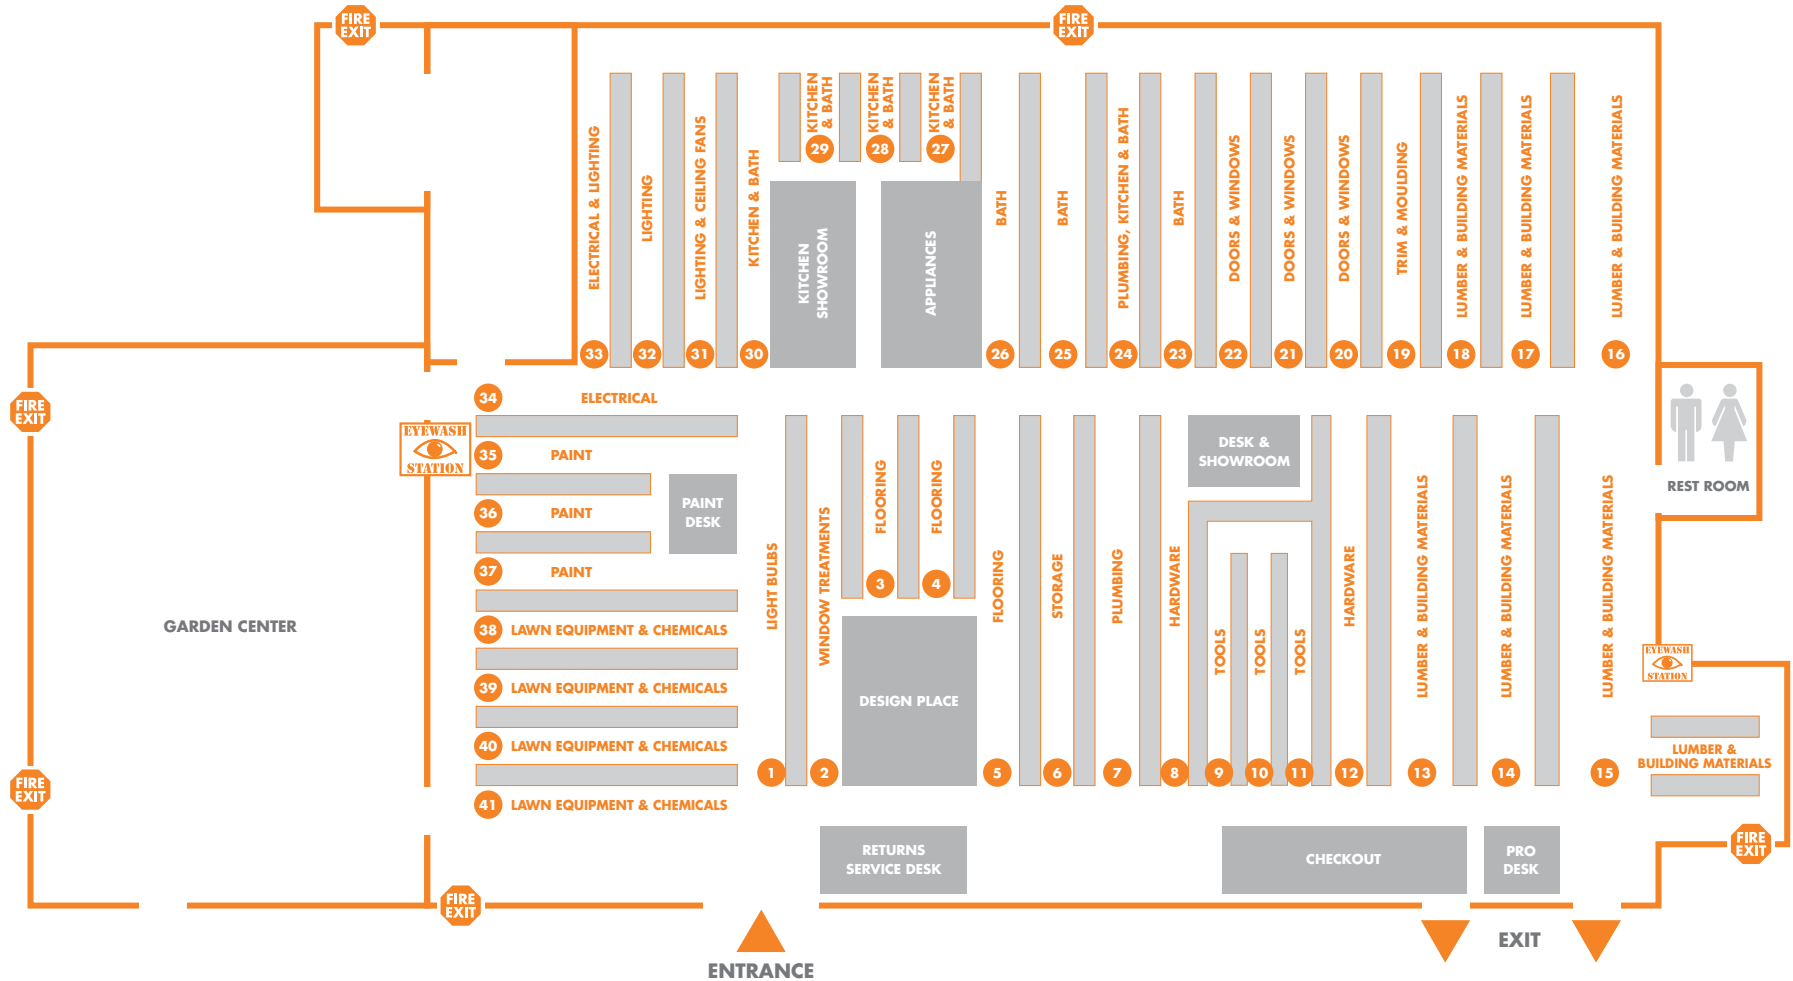 FIRE
EXIT
FIRE
EXIT
KITCHEN
& BATH
29
KITCHEN
& BATH
28
KITCHEN
& BATH
27
ELECTRICAL & LIGHTING
33
LIGHTING
32
LIGHTING & CEILING FANS
31
KITCHEN & BATH
30
KITCHEN
SHOWROOM
APPLIANCES
BATH
26
BATH
25
PLUMBING, KITCHEN & BATH
24
BATH
23
DOORS & WINDOWS
22
DOORS & WINDOWS
21
DOORS & WINDOWS
20
TRIM & MOULDING
19
LUMBER & BUILDING MATERIALS
18
LUMBER & BUILDING MATERIALS
17
LUMBER & BUILDING MATERIALS
16
FIRE
EXIT
EYEWASH
STATION
34 ELECTRICAL
35 PAINT
36 PAINT
37 PAINT
PAINT
DESK
38 LAWN EQUIPMENT & CHEMICALS
39 LAWN EQUIPMENT & CHEMICALS
40 LAWN EQUIPMENT & CHEMICALS
41 LAWN EQUIPMENT & CHEMICALS
GARDEN CENTER
FIRE
EXIT
LIGHT BULBS
1
WINDOW TREATMENTS
2
FLOORING
3
FLOORING
4
DESIGN PLACE
FLOORING
5
STORAGE
6
PLUMBING
7
HARDWARE
8
DESK &
SHOWROOM
TOOLS
9
TOOLS
10
TOOLS
11
HARDWARE
12
LUMBER & BUILDING MATERIALS
13
LUMBER & BUILDING MATERIALS
14
LUMBER & BUILDING MATERIALS
15
REST ROOM
EYEWASH
STATION
LUMBER &
BUILDING MATERIALS
FIRE
EXIT
RETURNS
SERVICE DESK
CHECKOUT
PRO
DESK
FIRE
EXIT
ENTRANCE
EXIT